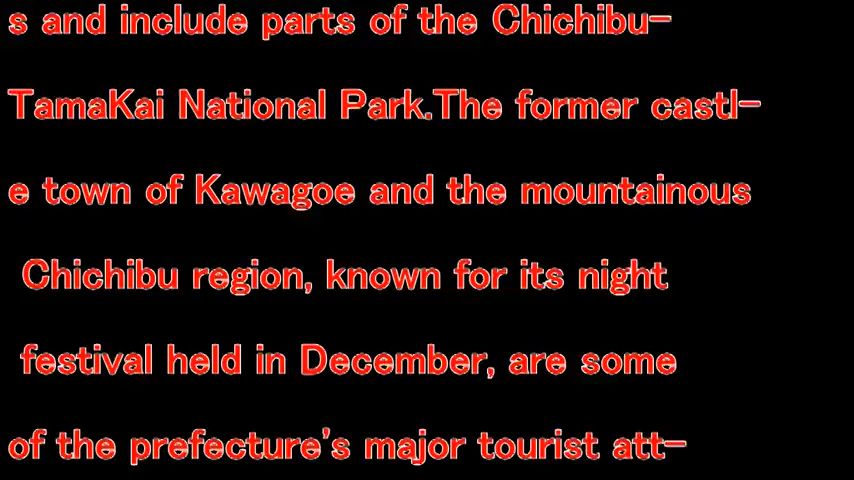 s and include parts of the Chichibu-
TamaKai National Park.The former castl-
e town of Kawagoe and the mountainous
Chichibu region, known for its night
festival held in December, are some
of the prefecture's major tourist att-